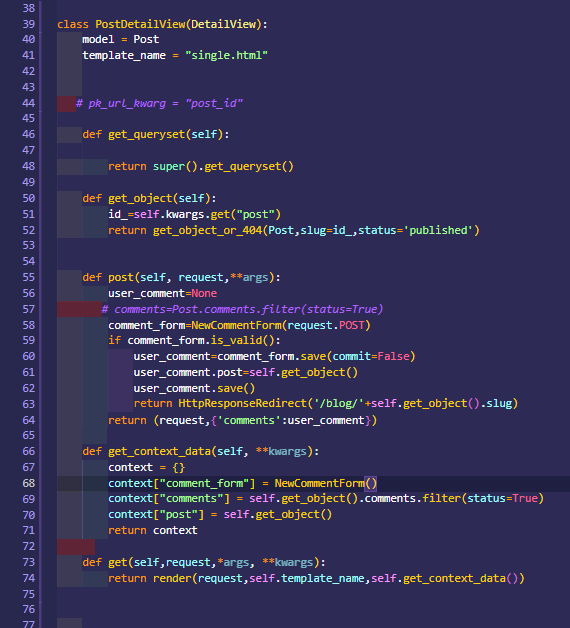 38
39 class PostDetailView(DetailView):
40     model = Post
41     template_name = "single.html"
42
43
44    # pk_url_kwarg = "post_id"
45
46     def get_queryset(self):
47
48         return super().get_queryset()
49
50     def get_object(self):
51         id_=self.kwargs.get("post")
52         return get_object_or_404(Post,slug=id_,status='published')
53
54
55     def post(self, request,**args):
56         user_comment=None
57        # comments=Post.comments.filter(status=True)
58         comment_form=NewCommentForm(request.POST)
59         if comment_form.is_valid():
60             user_comment=comment_form.save(commit=False)
61             user_comment.post=self.get_object()
62             user_comment.save()
63             return HttpResponseRedirect('/blog/'+self.get_object().slug)
64         return (request,{'comments':user_comment})
65
66     def get_context_data(self, **kwargs):
67         context = {}
68         context["comment_form"] = NewCommentForm()
69         context["comments"] = self.get_object().comments.filter(status=True)
70         context["post"] = self.get_object()
71         return context
72
73     def get(self,request,*args, **kwargs):
74         return render(request,self.template_name,self.get_context_data())
75
76
77